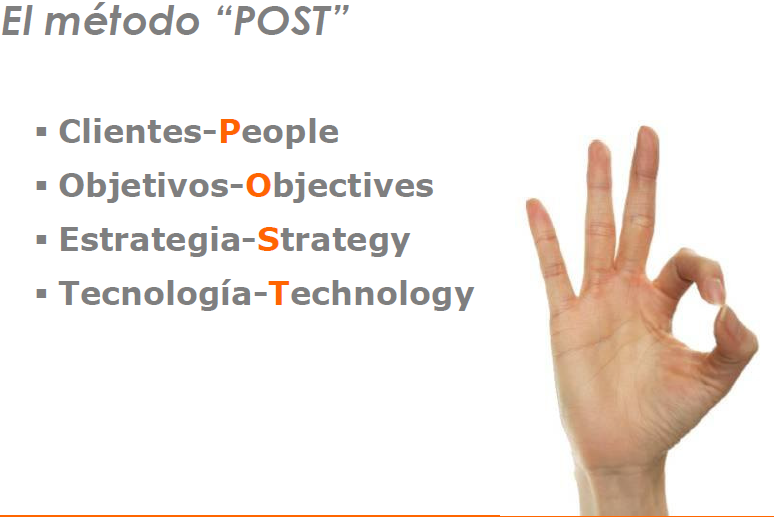 El método “POST”
▪ Clientes-People
▪ Objetivos-Objectives
▪ Estrategia-Strategy
▪ Tecnología-Technology